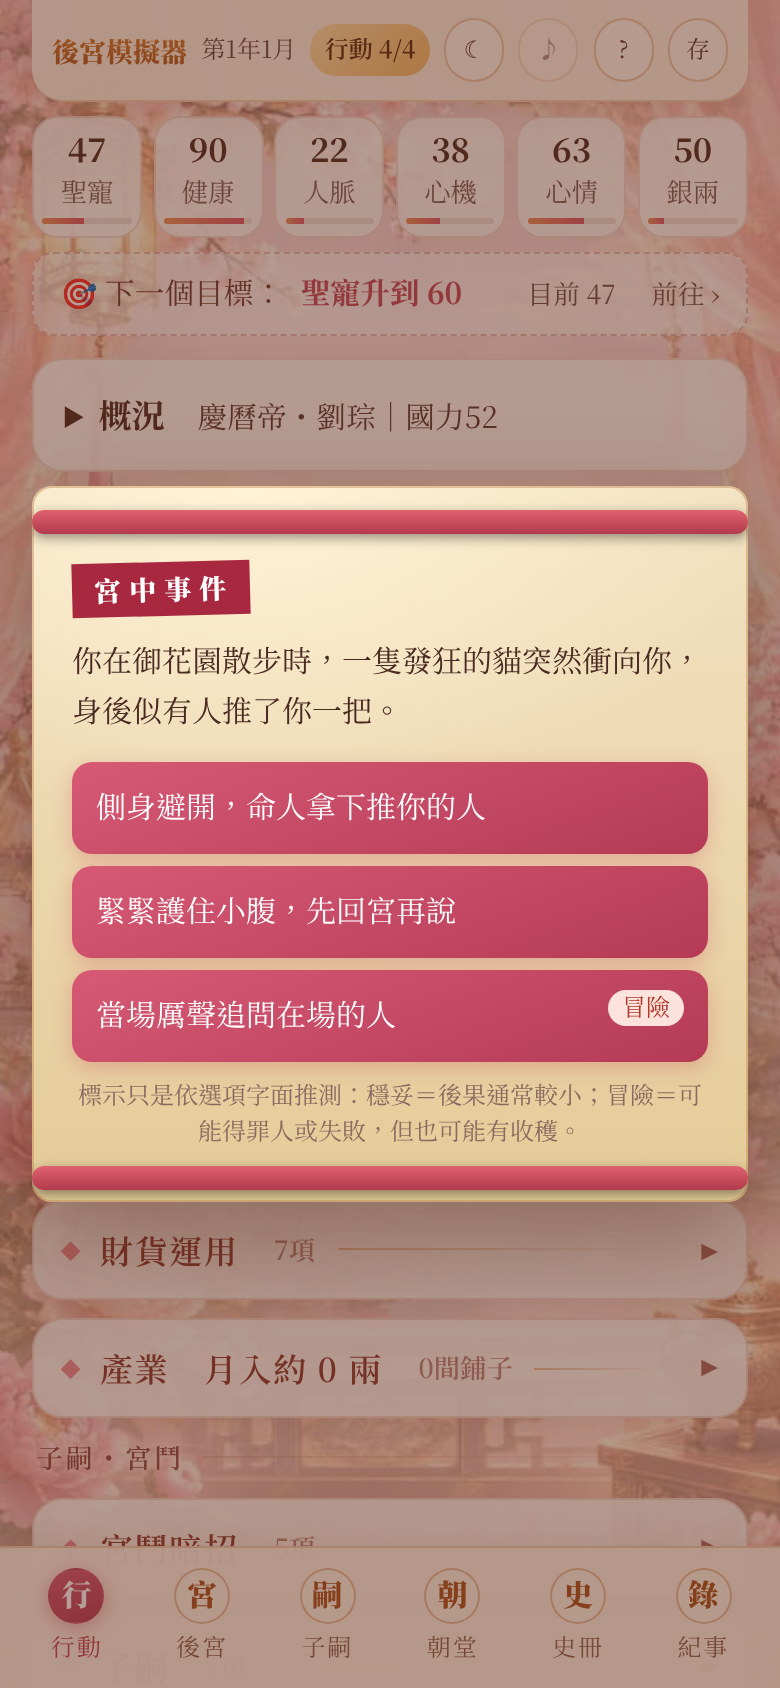 後宮模擬器 第1年1月 行動 4/4 ☾ ♪ ? 存
47 90 22 38 63 50
聖寵 健康 人脈 心機 心情 銀兩
下一個目標： 聖寵升到 60 目前 47 前往 ›
▶ 概況 慶曆帝・劉琮｜國力52
宮中事件
你在御花園散步時，一隻發狂的貓突然衝向你，
身後似有人推了你一把。
側身避開，命人拿下推你的人
緊緊護住小腹，先回宮再說
當場厲聲追問在場的人 冒險
標示只是依選項字面推測：穩妥＝後果通常較小；冒險＝可
能得罪人或失敗，但也可能有收穫。
◆ 財貨運用 7項 ▶
◆ 產業 月入約 0 兩 0間鋪子 ▶
子嗣・宮鬥
宮鬥暗招 5項
行 宮 嗣 朝 史 錄
行動 後宮 子嗣 朝堂 史冊 紀事